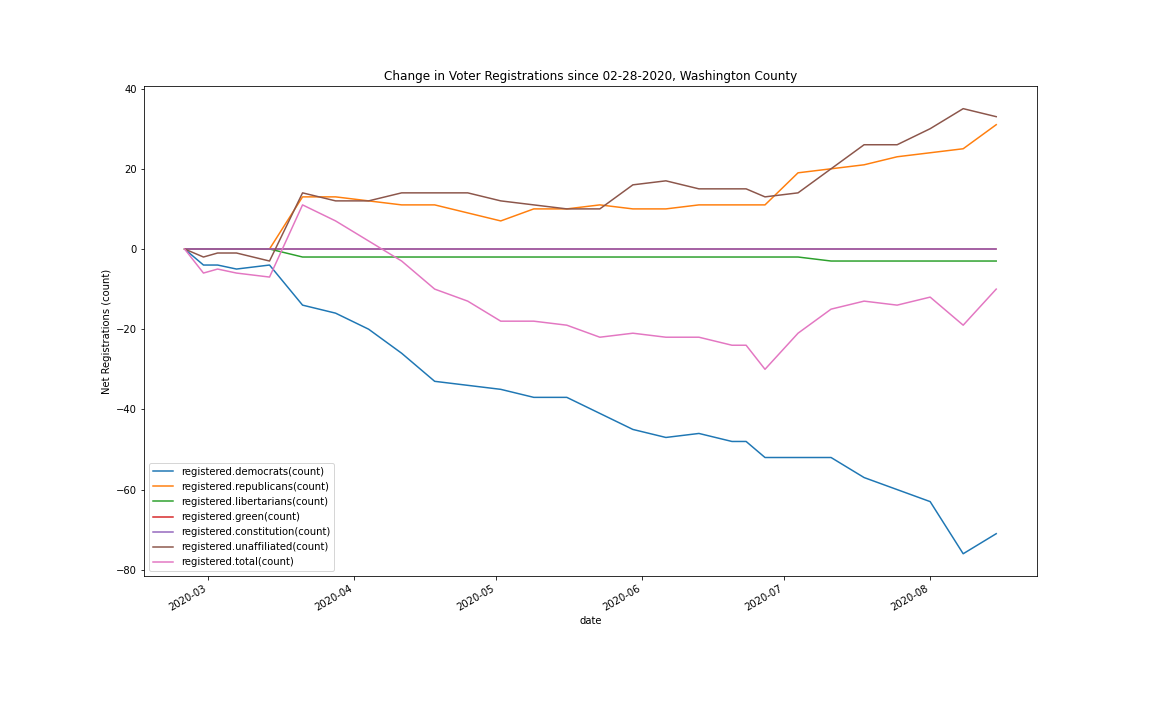 Change in Voter Registrations since 02-28-2020, Washington County
Net Registrations (count)
40
20
0
−20
−40
−60
−80
registered.democrats(count)
registered.republicans(count)
registered.libertarians(count)
registered.green(count)
registered.constitution(count)
registered.unaffiliated(count)
registered.total(count)
2020-03
2020-04
2020-05
2020-06
2020-07
2020-08
date